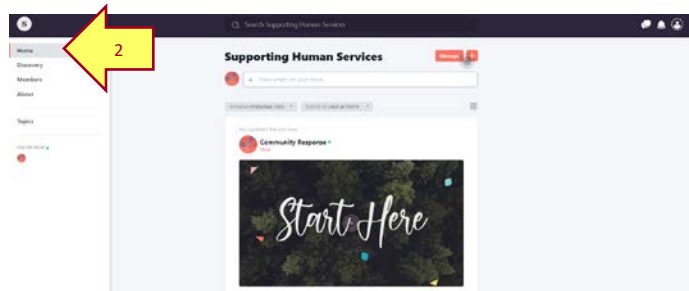 S
Search Supporting Human Services
Home
Discovery
Members
About
Topics
2
Supporting Human Services
Manage
+
Community Response
Start Here